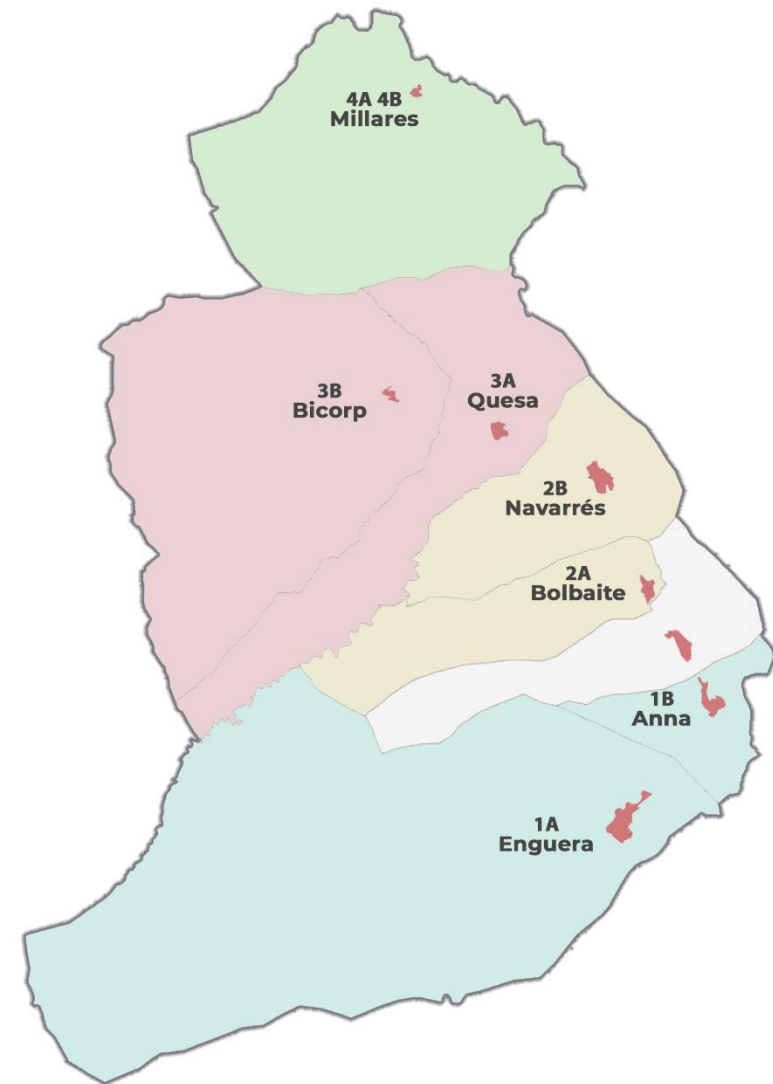 4A 4B
Millares
3B
Bicorp
3A
Quesa
2B
Navarrés
2A
Bolbaite
1B
Anna
1A
Enguera